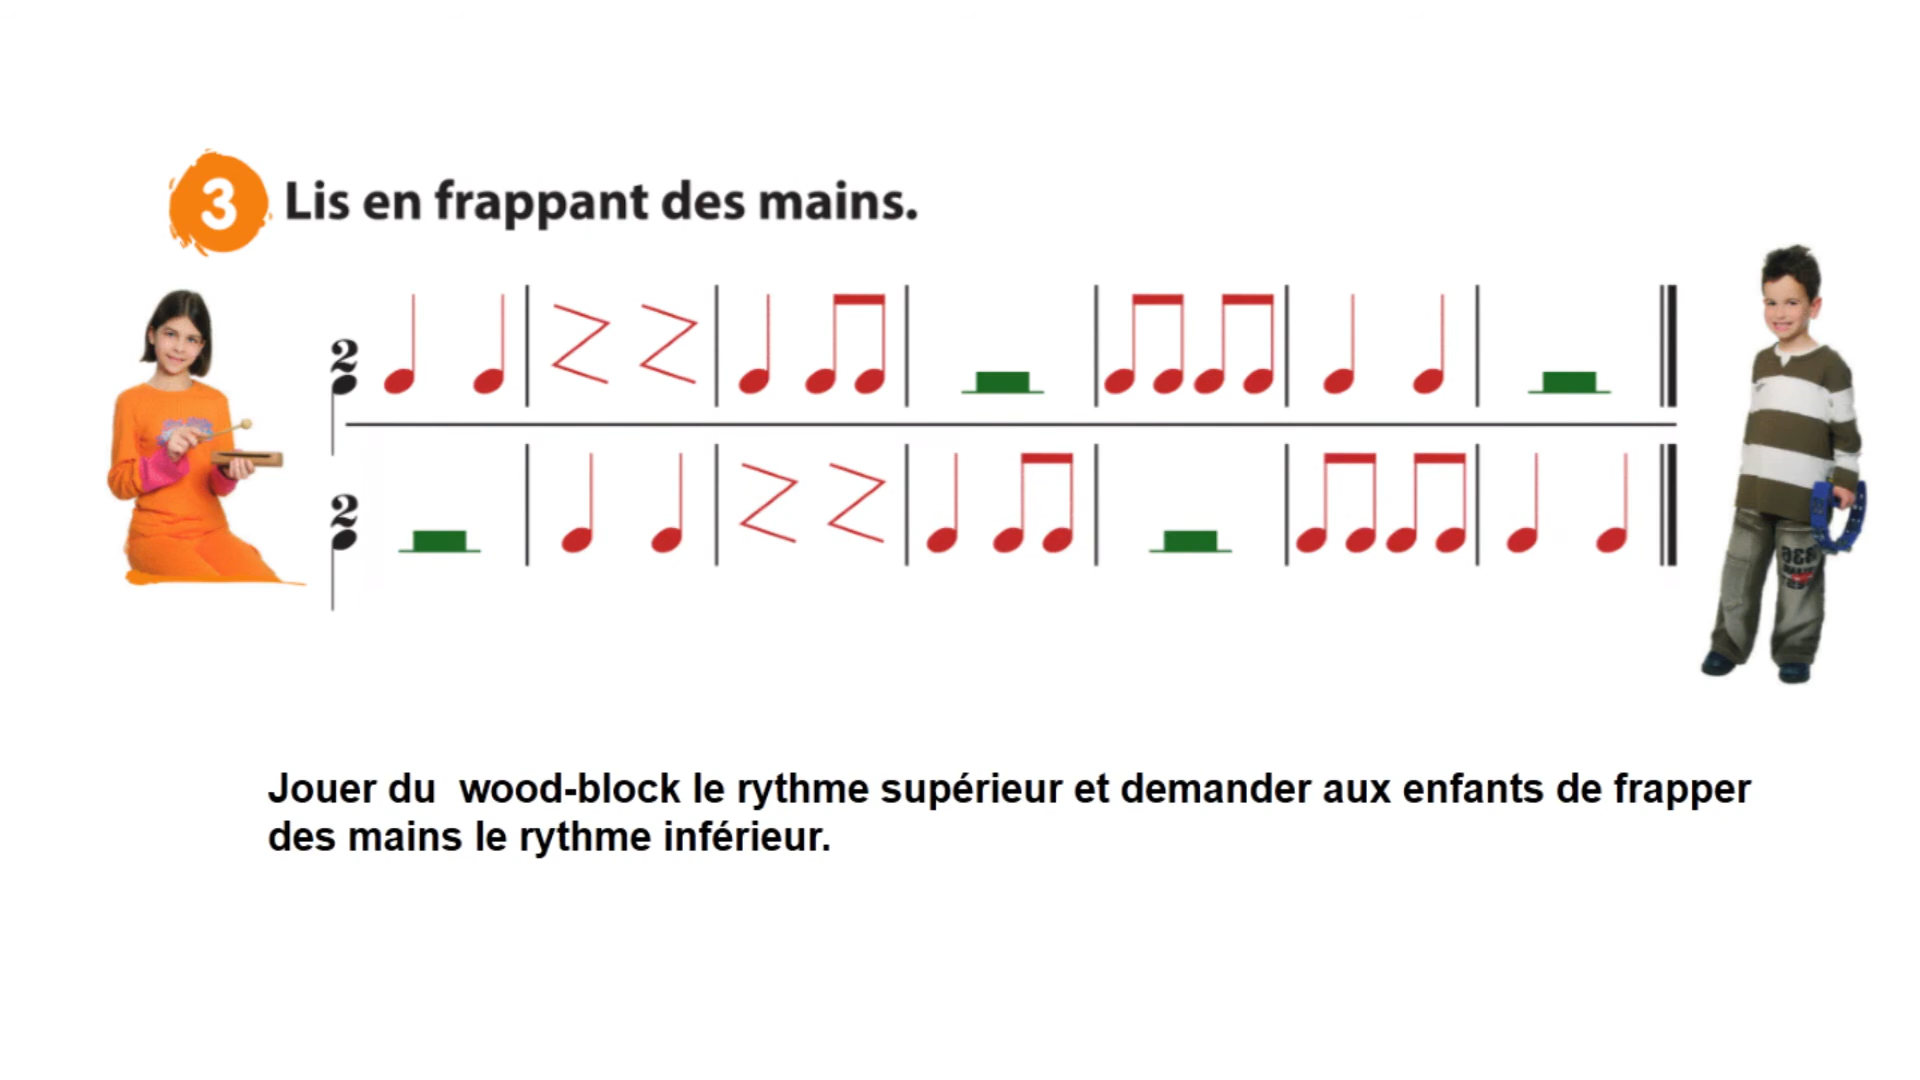 3 Lis en frappant des mains.
2
2
Jouer du  wood-block le rythme supérieur et demander aux enfants de frapper
des mains le rythme inférieur.